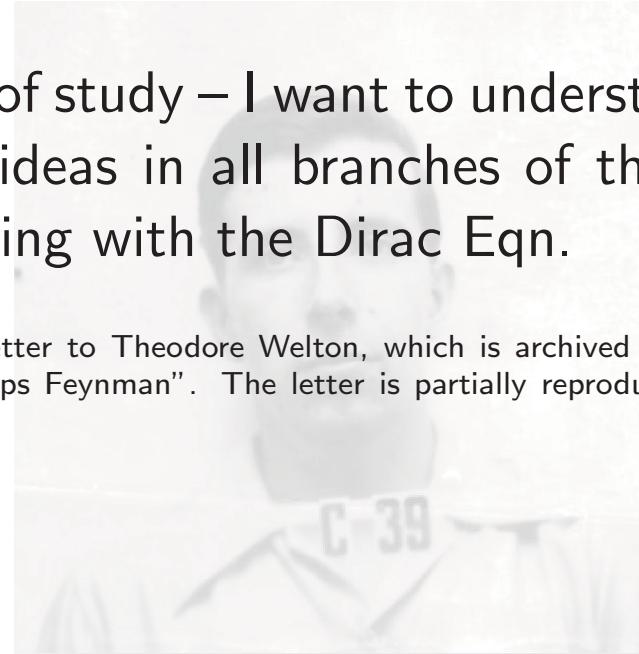 of study – I want to underst
ideas in all branches of th
ing with the Dirac Eqn.
tter to Theodore Welton, which is archived
ps Feynman”. The letter is partially reprodu
C 39